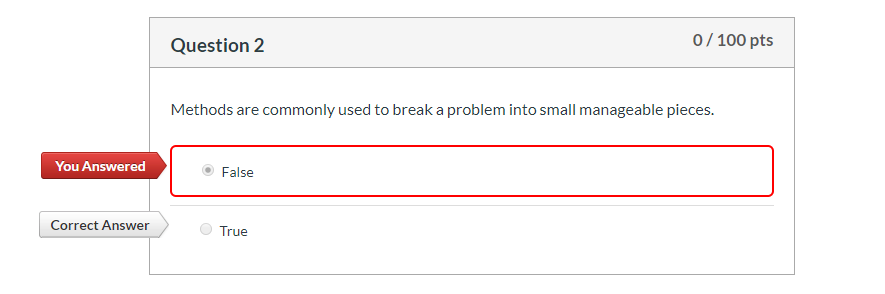 Question 2
0 / 100 pts
Methods are commonly used to break a problem into small manageable pieces.
You Answered
False
Correct Answer
True